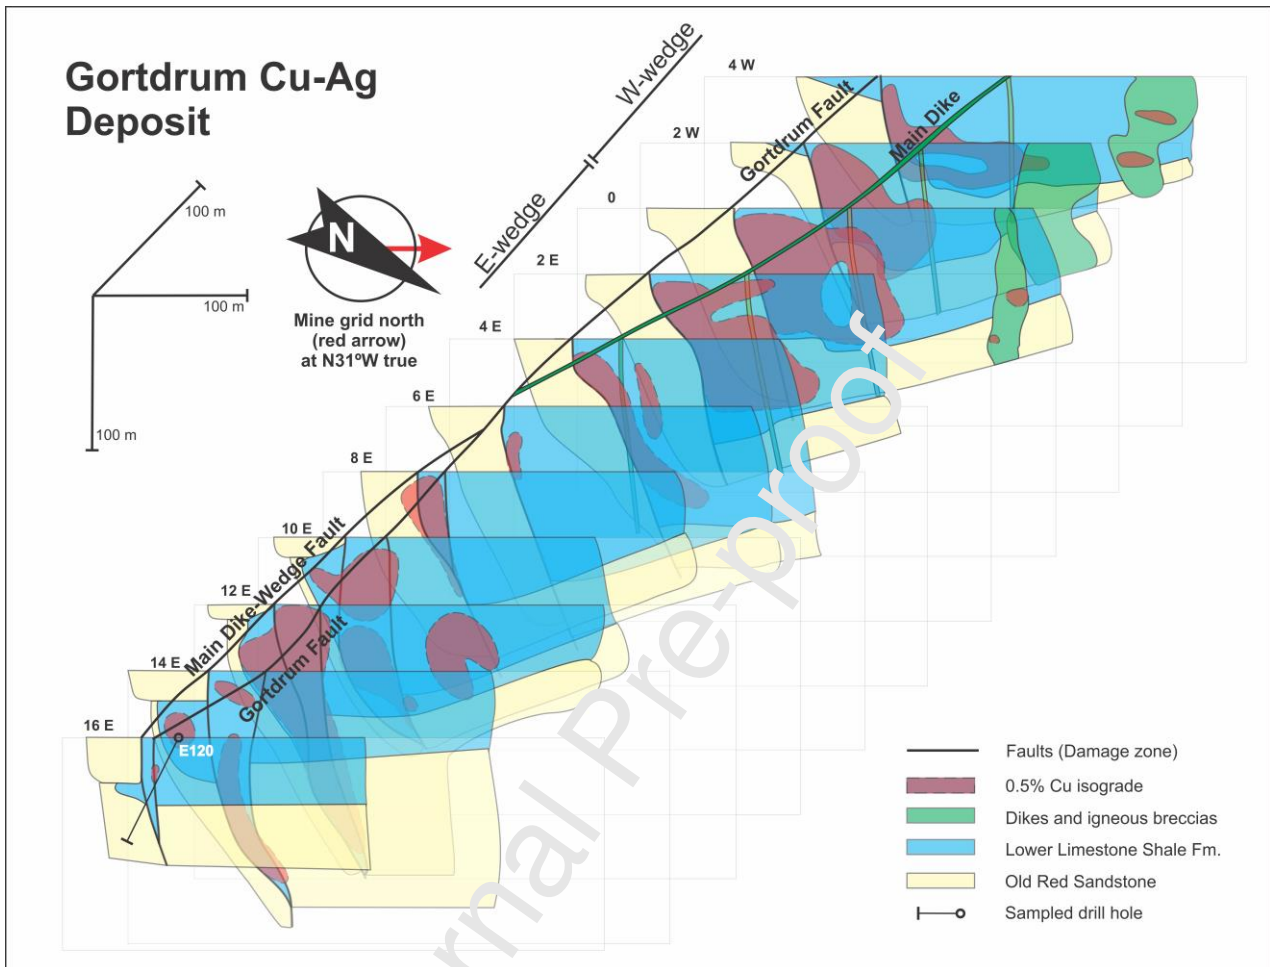 Gortdrum Cu-Ag
Deposit
100 m
100 m
100 m
N
Mine grid north
(red arrow)
at N31ºW true
E-wedge
W-wedge
4 W
2 W
0
2 E
4 E
6 E
8 E
10 E
12 E
14 E
16 E
Gortdrum Fault
Main Dike
Main Dike-Wedge Fault
Gortdrum Fault
E120
rnal Pre-proof
Faults (Damage zone)
0.5% Cu isograde
Dikes and igneous breccias
Lower Limestone Shale Fm.
Old Red Sandstone
Sampled drill hole